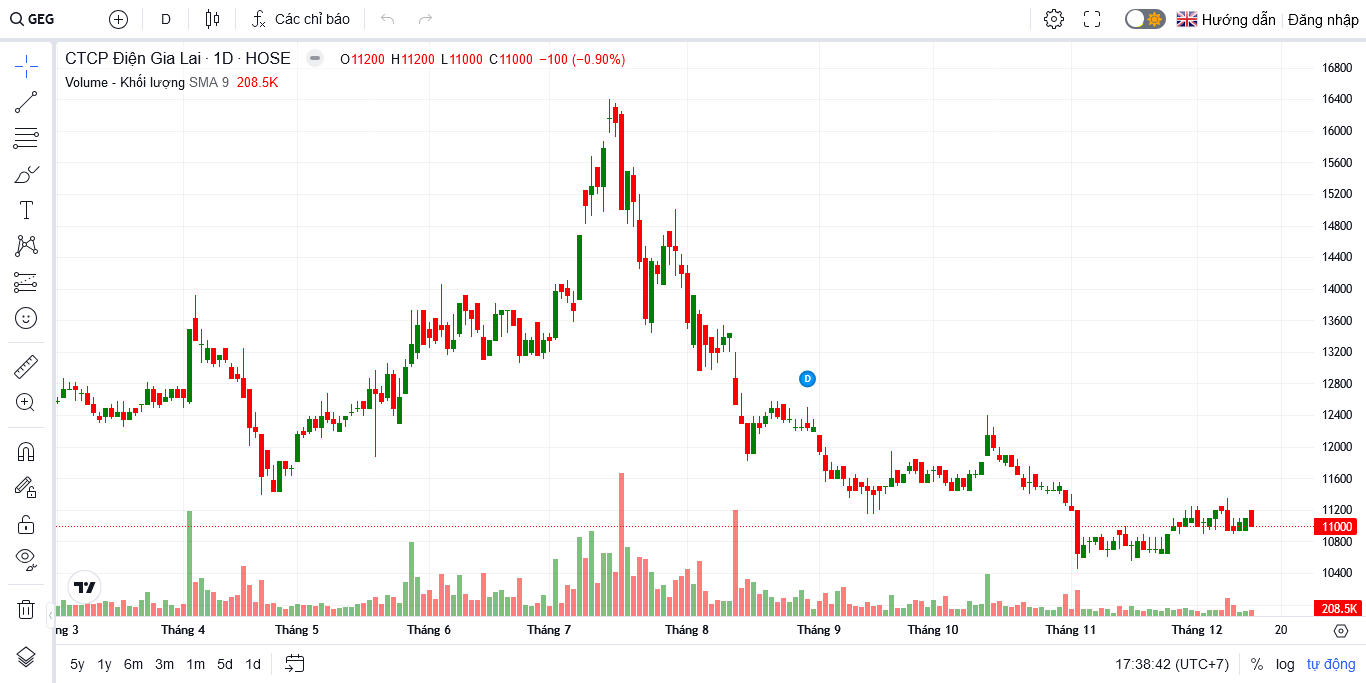 GEG D Các chỉ báo Hướng dẫn Đăng nhập
CTCP Điện Gia Lai · 1D · HOSE O11200 H11200 L11000 C11000 −100 (−0.90%)
Volume - Khối lượng SMA 9 208.5K
16800
16400
16000
15600
15200
14800
14400
14000
13600
13200
12800
D
12400
12000
11600
11200
11000
10800
10400
208.5K
ng 3 Tháng 4 Tháng 5 Tháng 6 Tháng 7 Tháng 8 Tháng 9 Tháng 10 Tháng 11 Tháng 12 20
5y 1y 6m 3m 1m 5d 1d 17:38:42 (UTC+7) % log tự động